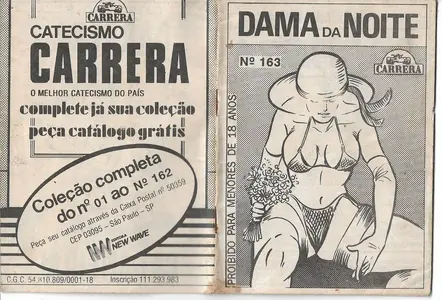 CARRERA
CATECISMO
CARRERA
O MELHOR CATECISMO DO PAÍS
complete já sua coleção
peça catálogo grátis
Coleção completa
do nº 01 ao Nº 162
Peça seu catálogo através da Caixa Postal nº 50359
CEP 03095 – São Paulo – SP
EDITORA
NEW WAVE
C.G.C. 54.810.809/0001-18 Inscrição 111 293 983
DAMA DA NOITE
Nº 163
CARRERA
PROIBIDO PARA MENORES DE 18 ANOS